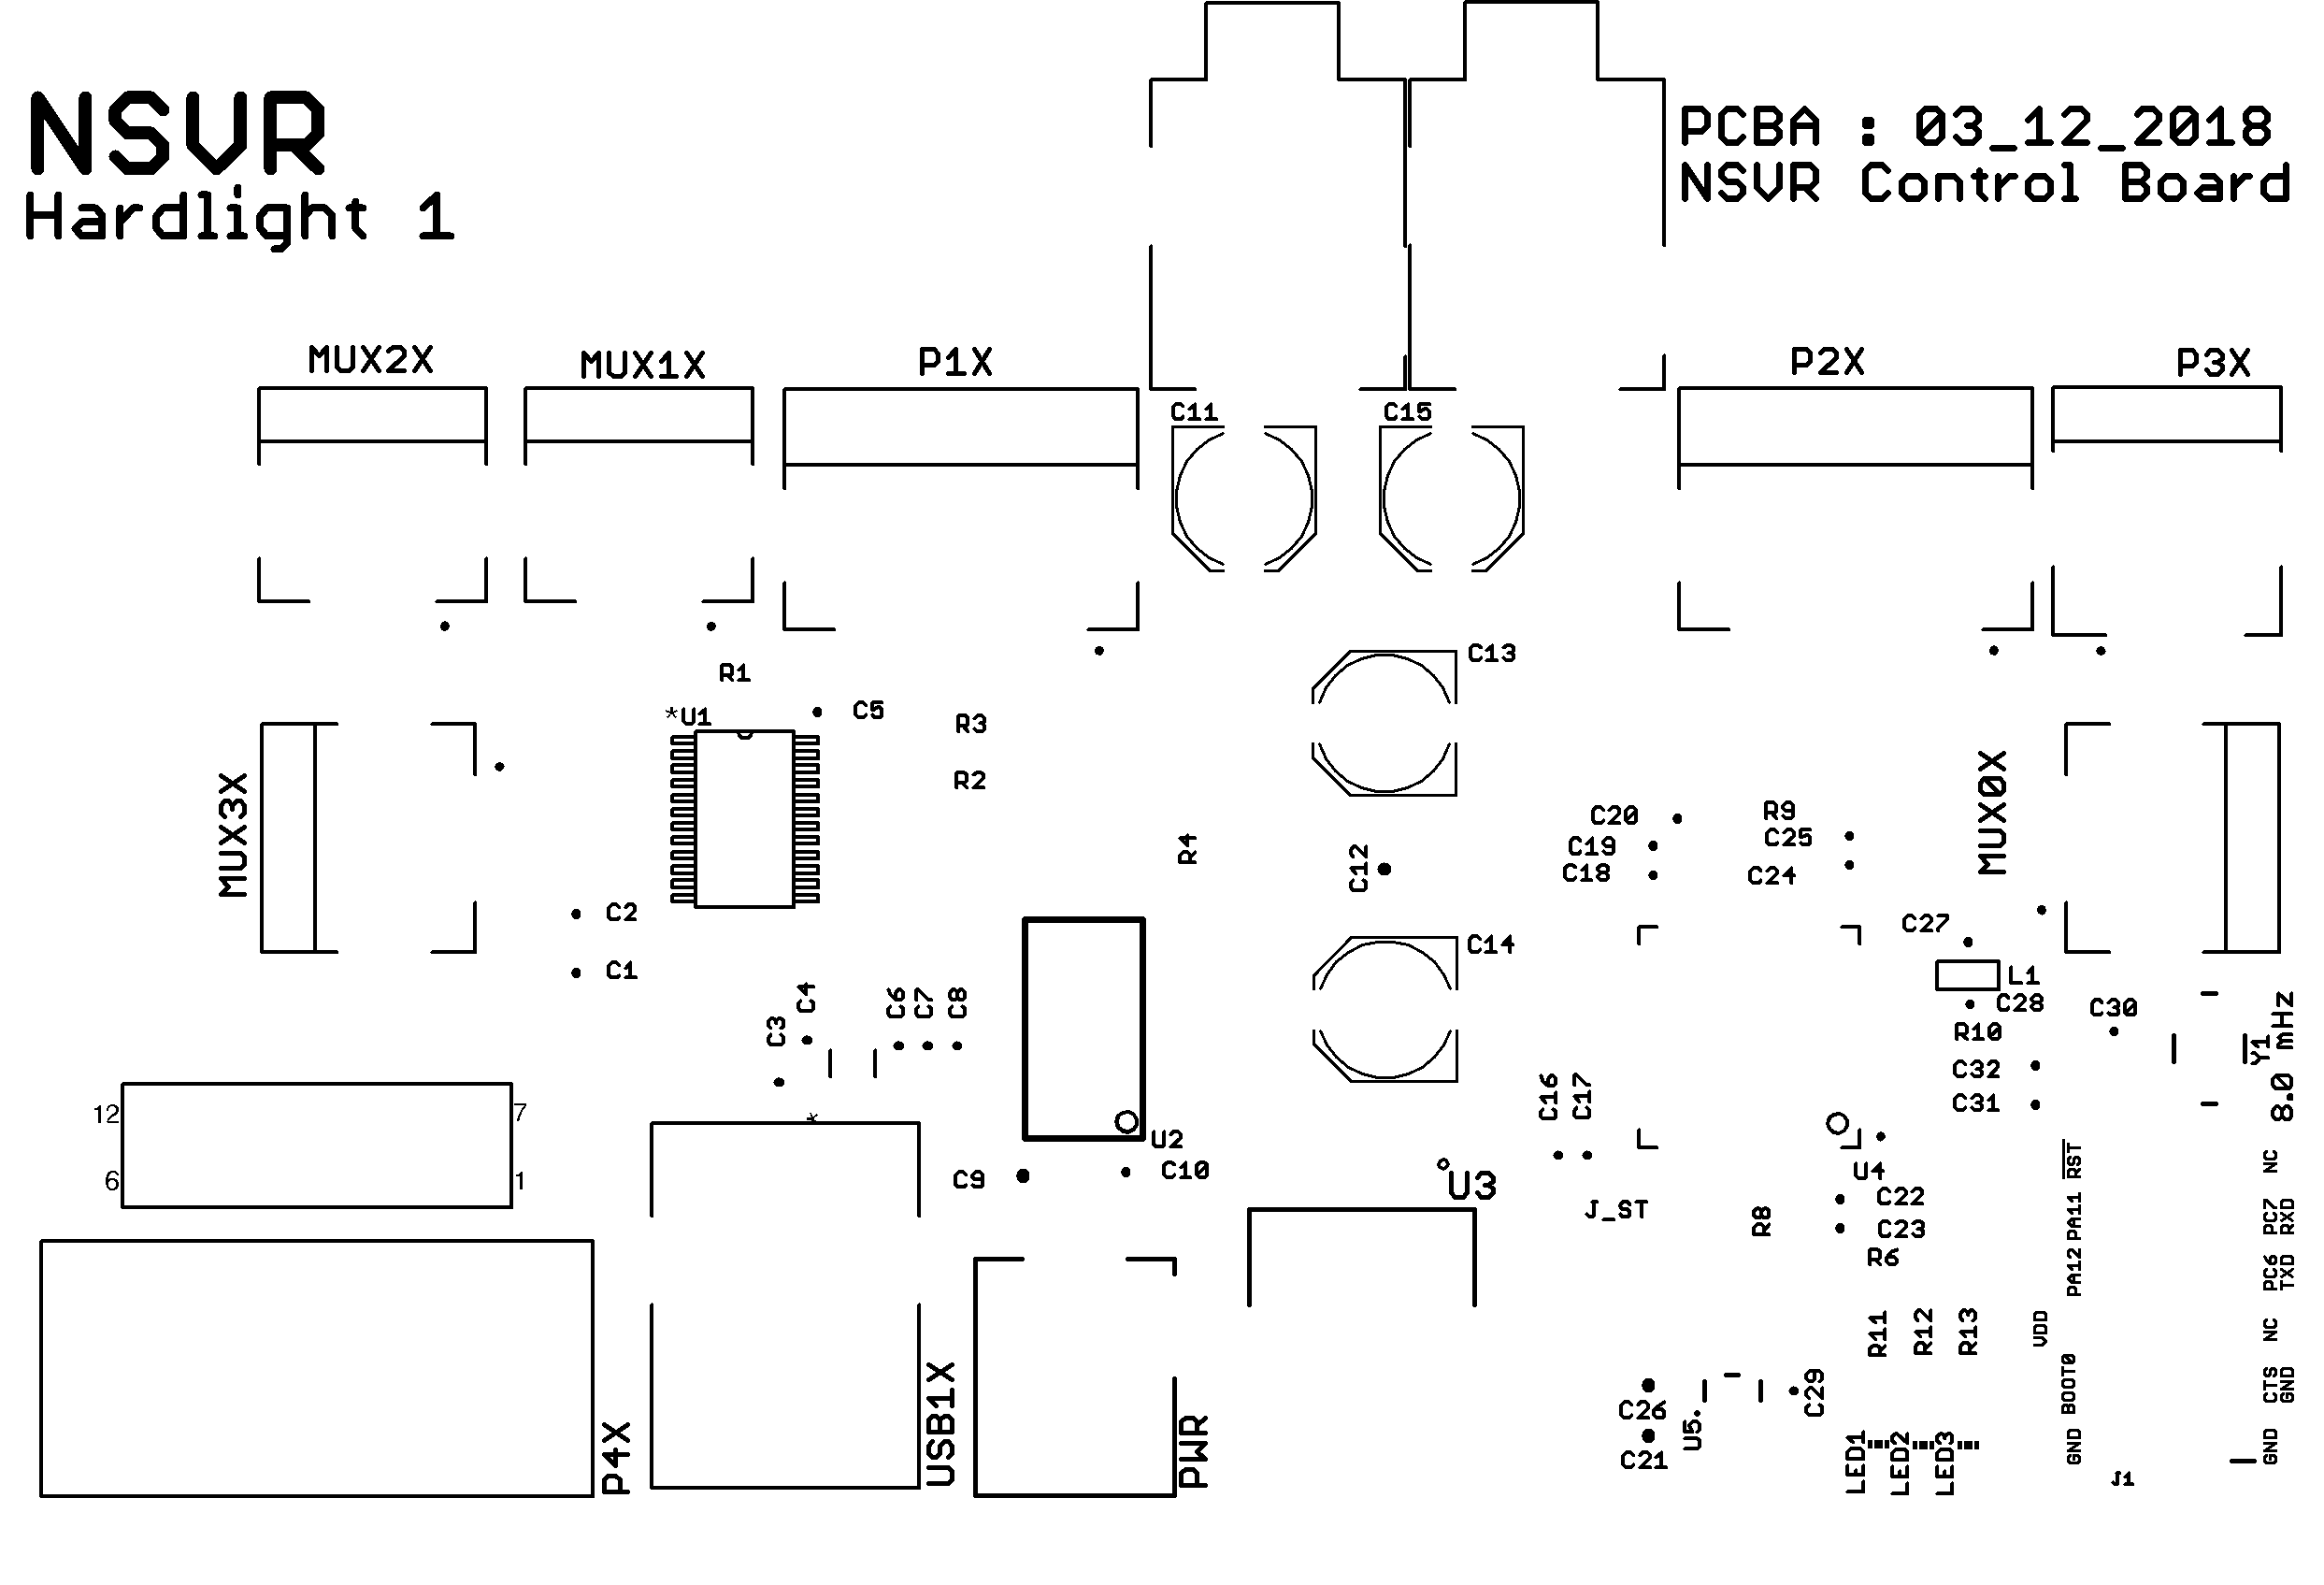 NSVR
Hardlight 1
PCBA : 03_12_2018
NSVR Control Board
MUX2X
MUX1X
P1X
P2X
P3X
C11
C15
C13
R1
*U1
C5
R3
R2
MUX3X
MUX0X
R4
C12
C20
C19
C18
R9
C25
C24
C2
C1
C14
C27
L1
C28
R10
C30
C32
C31
Y1
8.0 mHz
C3
C4
C6
C7
C8
C16
C17
12
7
6
1
*
U2
C9
C10
U3
U4
J_ST
R8
C22
C23
R6
RST
PA11
PA12
VDD
BOOT0
GND
NC
PC7
RXD
PC6
TXD
NC
CTS
GND
GND
R11
R12
R13
P4X
USB1X
PWR
C26
C21
U5.
C29
LED1
LED2
LED3
J1